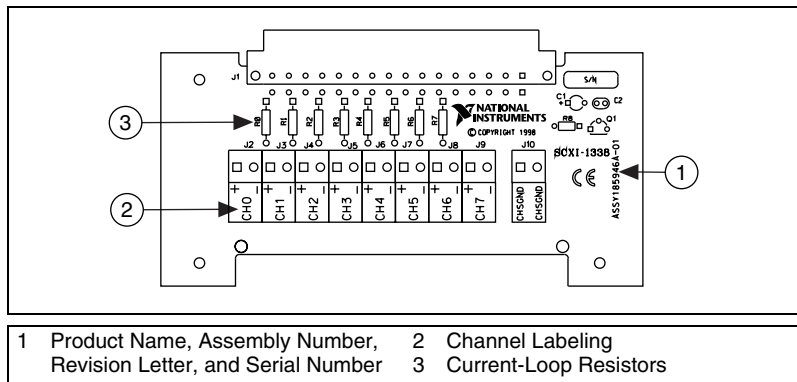 J1
S/N
C1
+
C2
R0 R1 R2 R3 R4 R5 R6 R7
NATIONAL
INSTRUMENTS
© COPYRIGHT 1998
R8
Q1
J2 J3 J4 J5 J6 J7 J8 J9 J10
SCXI-1338
+ - + - + - + - + - + - + - + -
CH0 CH1 CH2 CH3 CH4 CH5 CH6 CH7
CHSGND
CHSGND
CE
ASSY185946A-01
3
2
1
1 Product Name, Assembly Number, Revision Letter, and Serial Number
2 Channel Labeling
3 Current-Loop Resistors